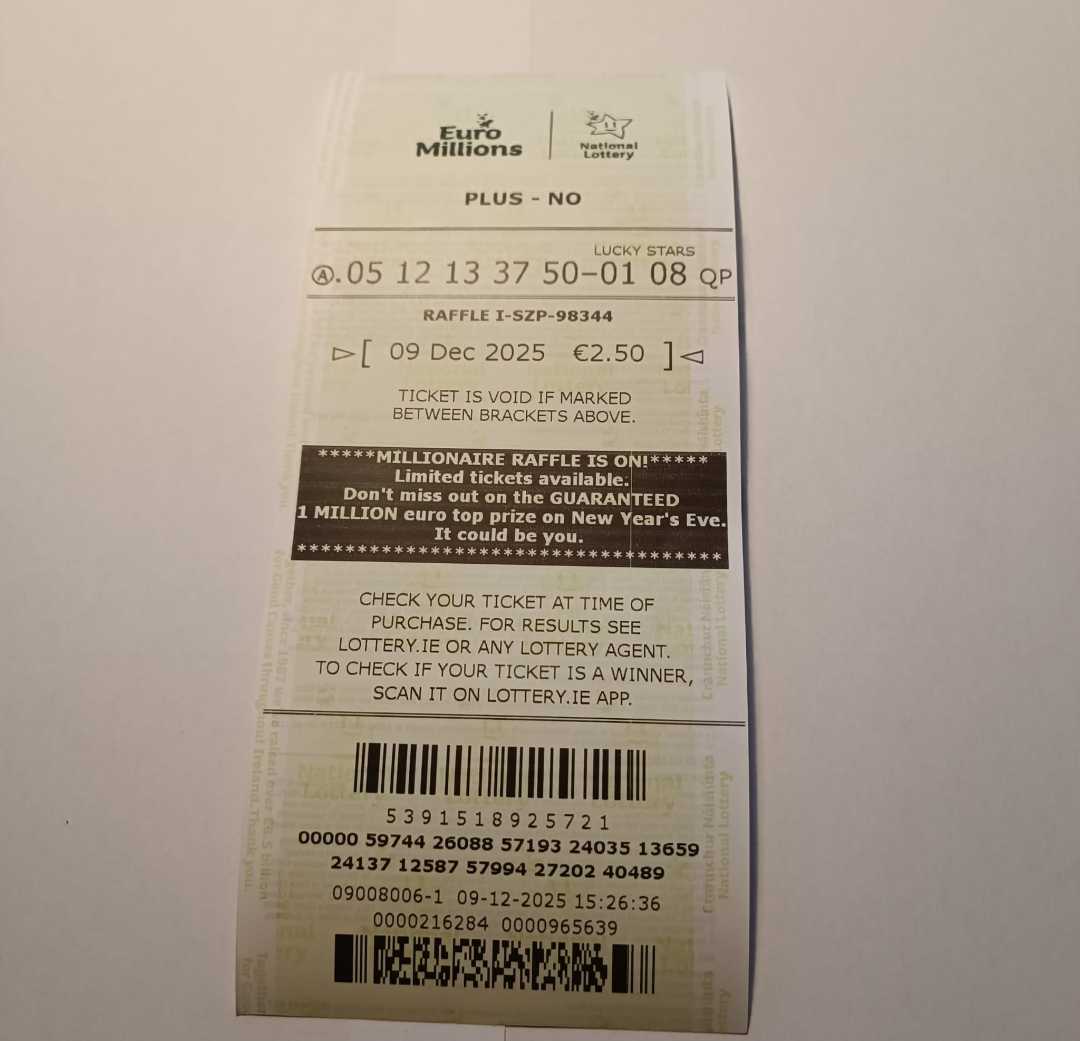 Euro
Millions
National
Lottery
PLUS - NO
LUCKY STARS
Ⓐ.05 12 13 37 50-01 08 QP
RAFFLE I-SZP-98344
▷[ 09 Dec 2025 €2.50 ]◁
TICKET IS VOID IF MARKED
BETWEEN BRACKETS ABOVE.
*****MILLIONAIRE RAFFLE IS ON!*****
Limited tickets available.
Don't miss out on the GUARANTEED
1 MILLION euro top prize on New Year's Eve.
It could be you.
***********************************
CHECK YOUR TICKET AT TIME OF
PURCHASE. FOR RESULTS SEE
LOTTERY.IE OR ANY LOTTERY AGENT.
TO CHECK IF YOUR TICKET IS A WINNER,
SCAN IT ON LOTTERY.IE APP.
5391518925721
00000 59744 26088 57193 24035 13659
24137 12587 57994 27202 40489
09008006-1 09-12-2025 15:26:36
0000216284 0000965639
Crannchur Náisiúnta
National Lottery